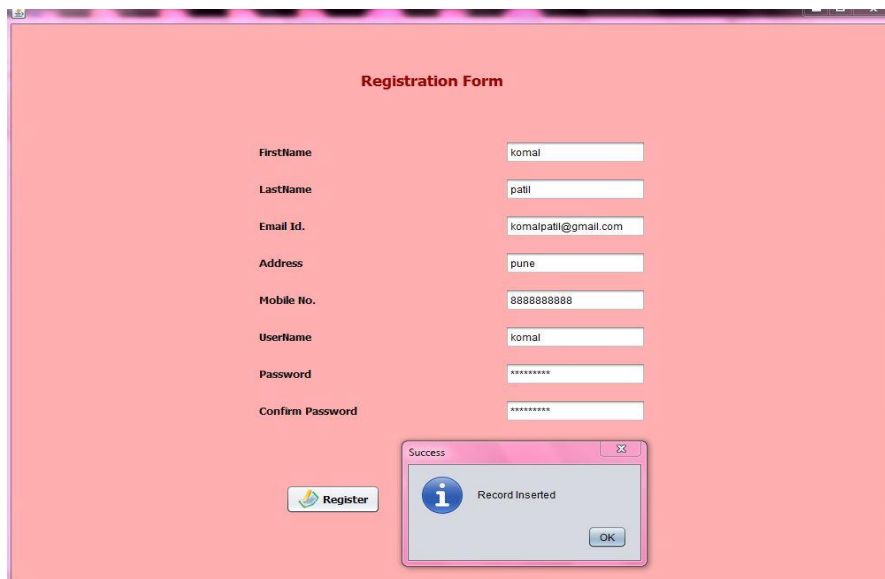 Registration Form
FirstName komal
LastName patil
Email Id. komalpatil@gmail.com
Address pune
Mobile No. 8888888888
UserName komal
Password *********
Confirm Password *********
Success
Register
Record Inserted
OK